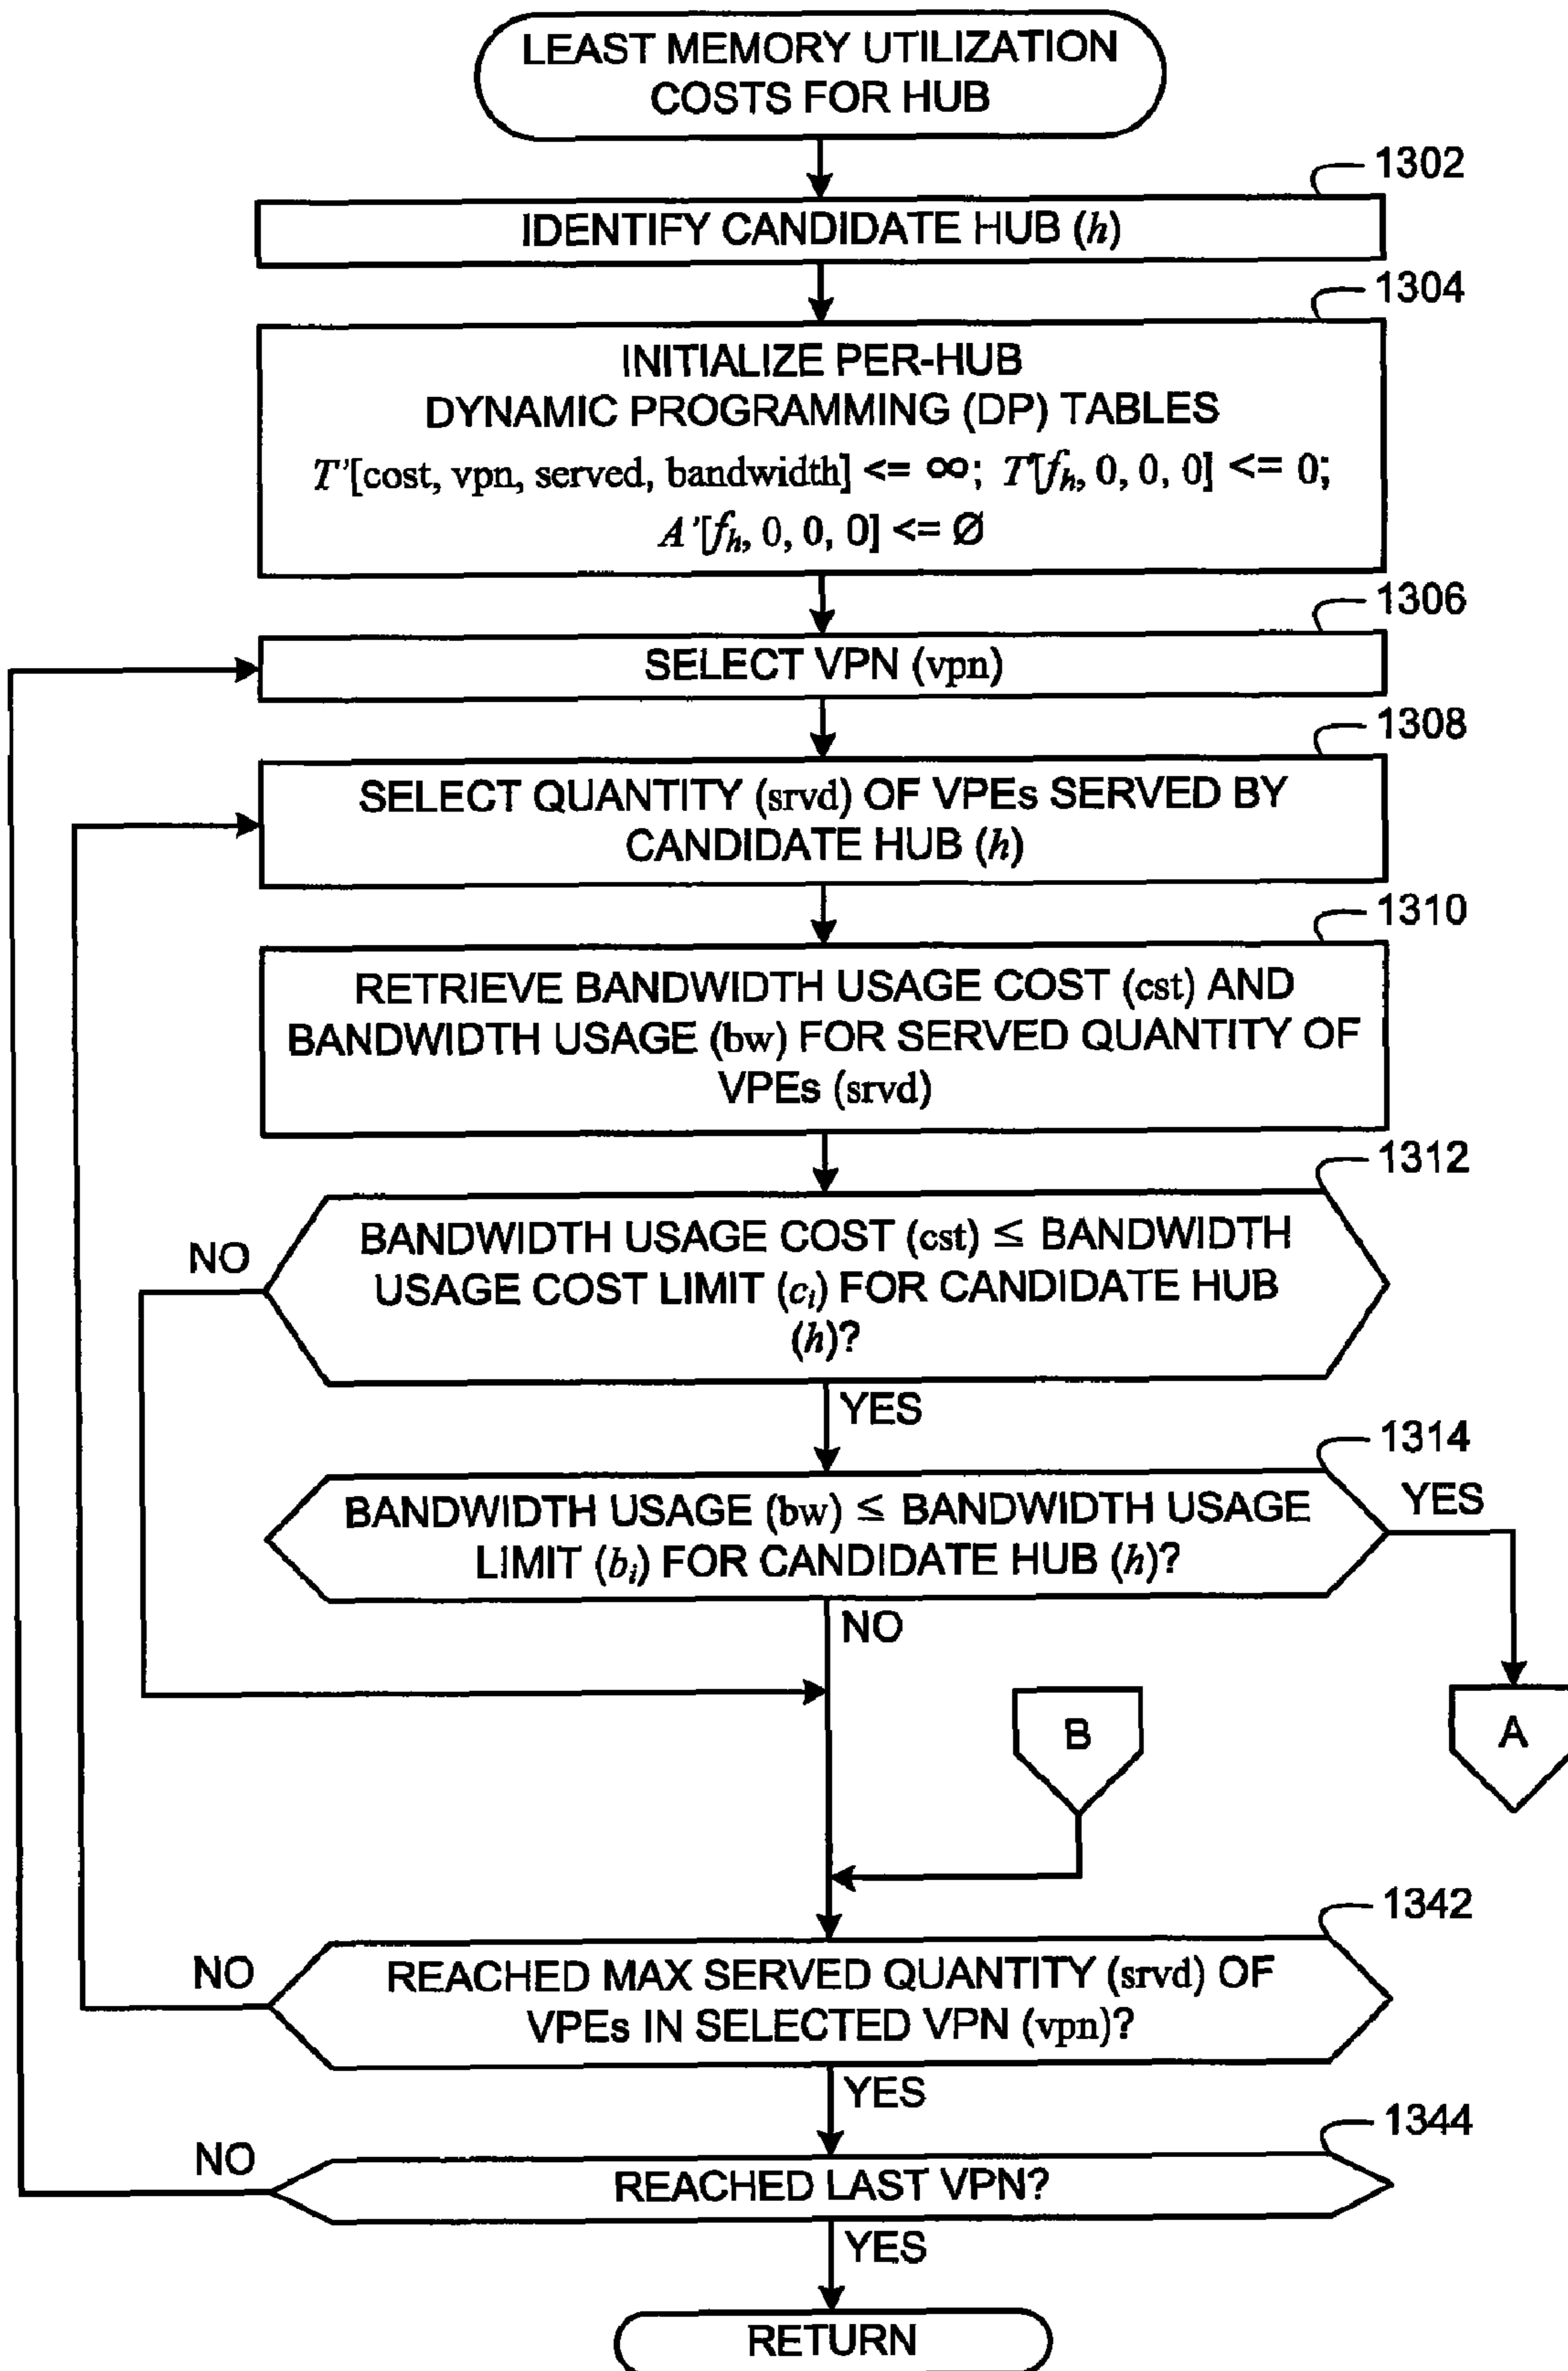 LEAST MEMORY UTILIZATION
COSTS FOR HUB
1302
IDENTIFY CANDIDATE HUB (h)
1304
INITIALIZE PER-HUB
DYNAMIC PROGRAMMING (DP) TABLES
T'[cost, vpn, served, bandwidth] <= ∞; T[fh, 0, 0, 0] <= 0;
A'[fh, 0, 0, 0] <= Ø
1306
SELECT VPN (vpn)
1308
SELECT QUANTITY (srvd) OF VPEs SERVED BY
CANDIDATE HUB (h)
1310
RETRIEVE BANDWIDTH USAGE COST (cst) AND
BANDWIDTH USAGE (bw) FOR SERVED QUANTITY OF
VPEs (srvd)
1312
NO
BANDWIDTH USAGE COST (cst) ≤ BANDWIDTH
USAGE COST LIMIT (ci) FOR CANDIDATE HUB
(h)?
YES
1314
BANDWIDTH USAGE (bw) ≤ BANDWIDTH USAGE
LIMIT (bi) FOR CANDIDATE HUB (h)?
YES
NO
B
A
1342
NO
REACHED MAX SERVED QUANTITY (srvd) OF
VPEs IN SELECTED VPN (vpn)?
YES
1344
NO
REACHED LAST VPN?
YES
RETURN